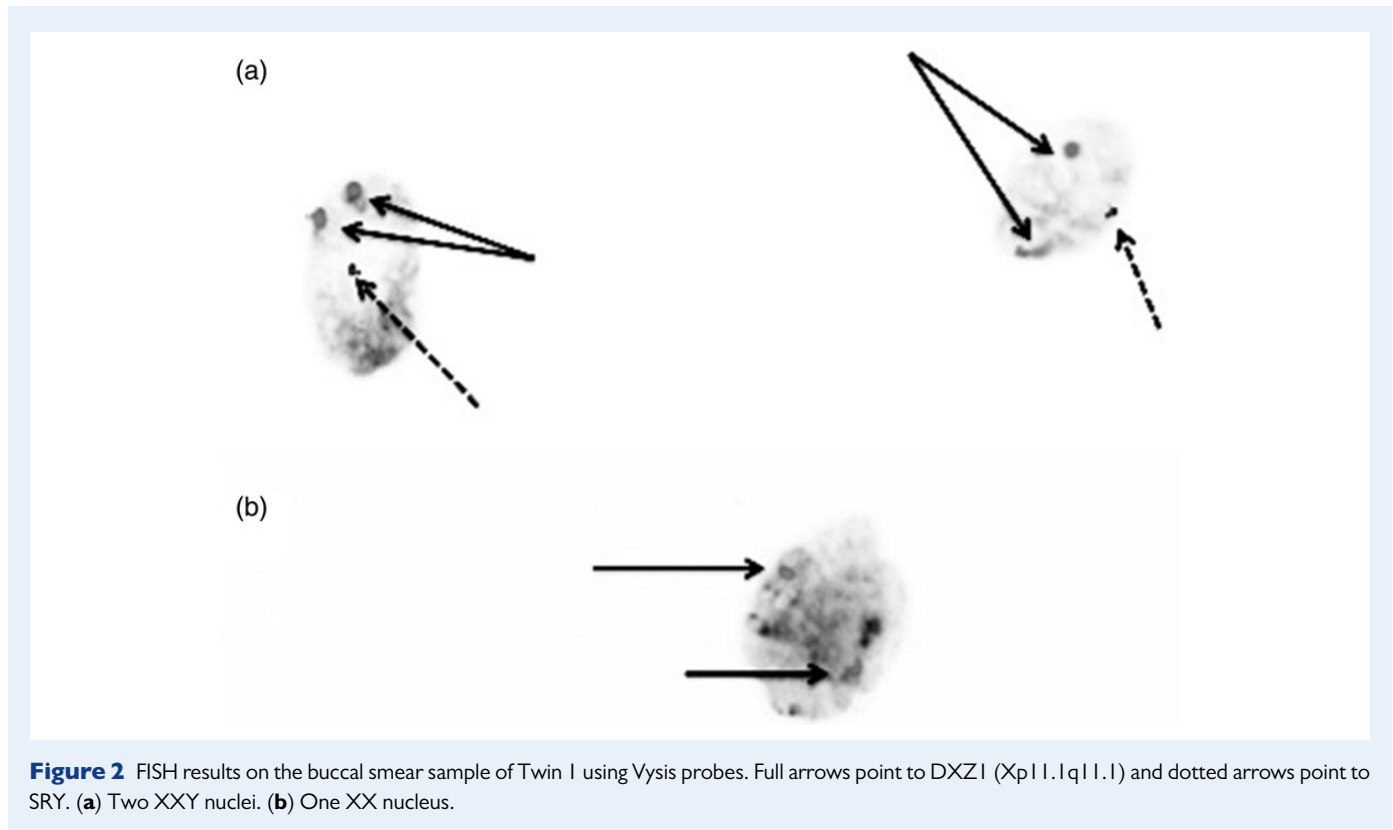 (a)
(b)
Figure 2 FISH results on the buccal smear sample of Twin 1 using Vysis probes. Full arrows point to DXZ1 (Xp11.1q11.1) and dotted arrows point to
SRY. (a) Two XXY nuclei. (b) One XX nucleus.